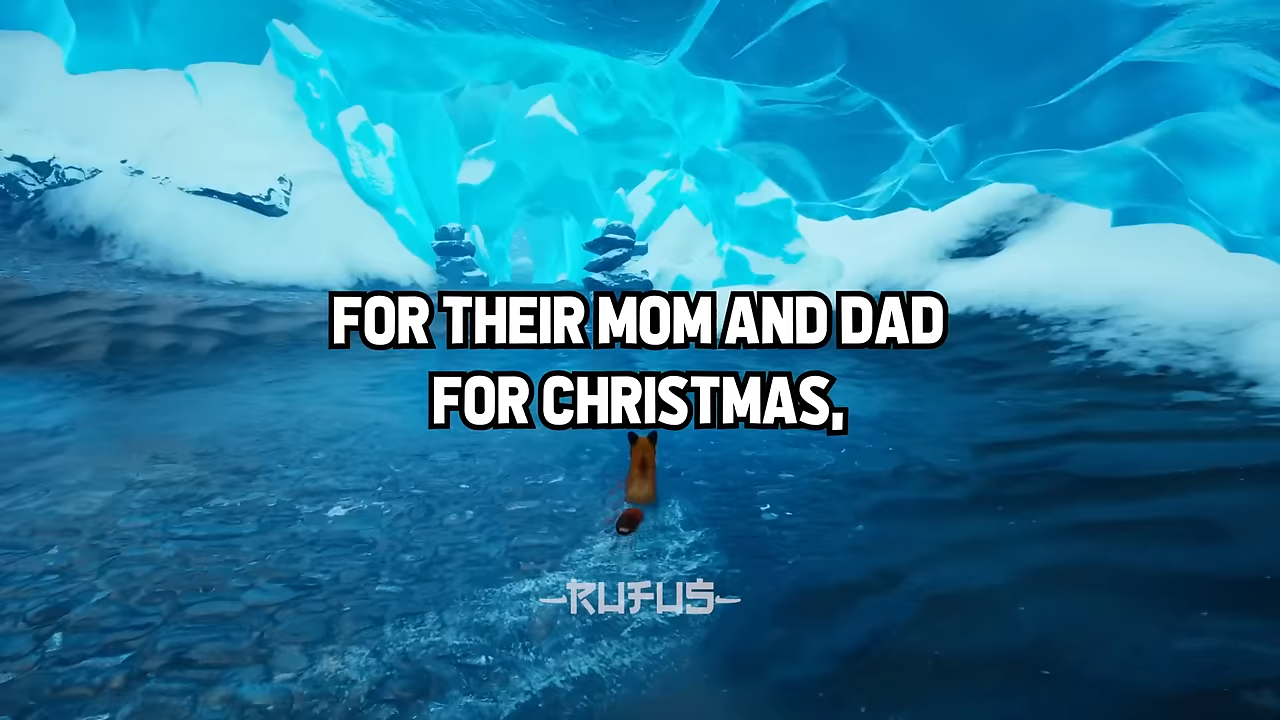 FOR THEIR MOM AND DAD
FOR CHRISTMAS,
-RUFUS-